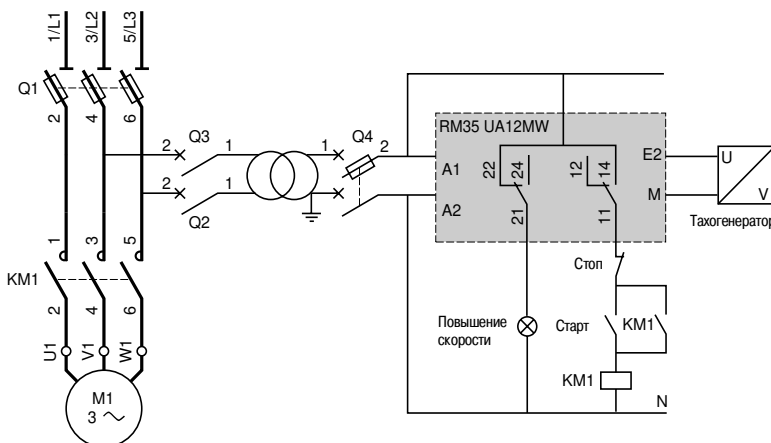 1/L1
3/L2
5/L3
Q1
2
4
6
2
Q3
1
2
1
Q2
1
Q4
2
RM35 UA12MW
A1
A2
22
24
21
12
14
11
E2
M
U
V
Тахогенератор
Стоп
1
3
5
KM1
2
4
6
U1
V1
W1
M1
3
Повышение
скорости
Старт
KM1
KM1
N